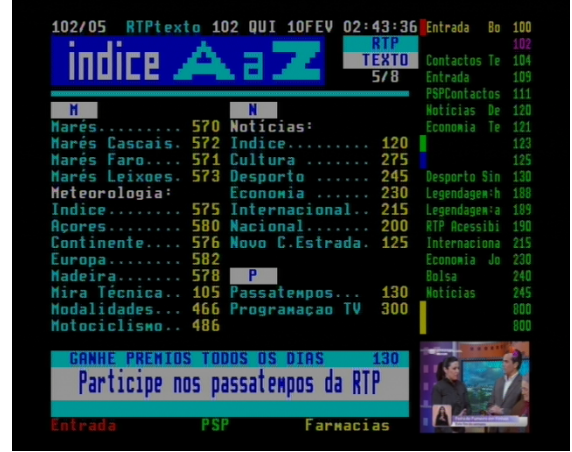 102/05 RTPtexto 102 QUI 10FEV 02:43:36
índice A a Z
RTP
TEXTO
5/8
M
Marés......... 570
Marés Cascais. 572
Marés Faro.... 571
Marés Leixoes. 573
Meteorologia:
Indice........ 575
Açores........ 580
Continente.... 576
Europa........ 582
Madeira....... 578
Mira Técnica.. 105
Modalidades... 466
Motociclismo.. 486
N
Notícias:
Indice......... 120
Cultura ....... 275
Desporto ...... 245
Economia ...... 230
Internacional.. 215
Nacional....... 200
Novo C.Estrada. 125
P
Passatempos... 130
Programaçao TV 300
GANHE PREMIOS TODOS OS DIAS 130
Participe nos passatempos da RTP
Entrada PSP Farmacias
Entrada Bo 100
102
Contactos Te 104
Entrada 109
PSPContactos 111
Notícias De 120
Economia Te 121
123
125
Desporto Sin 130
Legendagem:h 188
Legendagem:a 189
RTP Acessibi 190
Internaciona 215
Economia Jo 230
Bolsa 240
Notícias 245
800
800